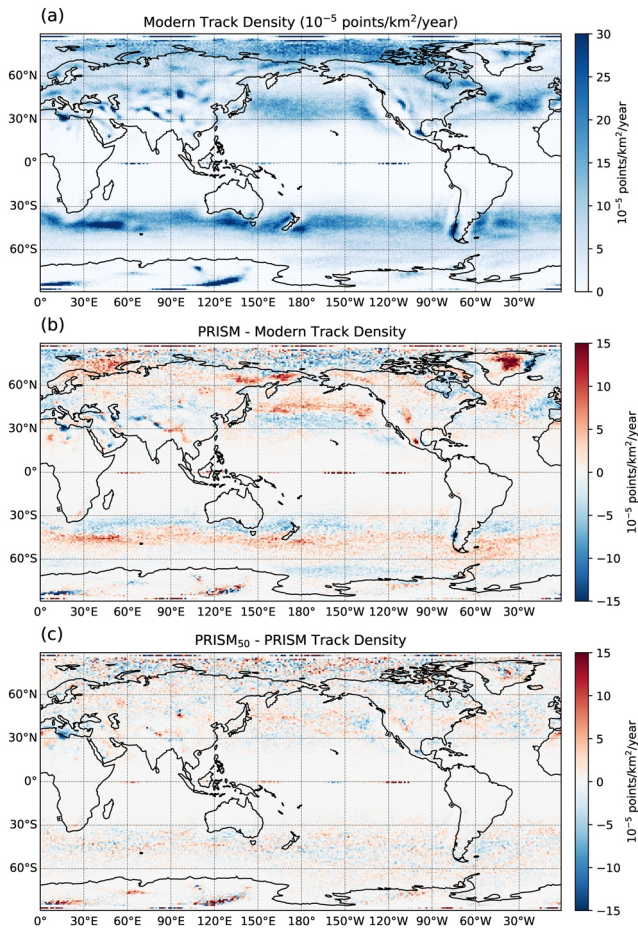 (a)
Modern Track Density (10⁻⁵ points/km²/year)
60°N
30°N
0°
30°S
60°S
0° 30°E 60°E 90°E 120°E 150°E 180° 150°W 120°W 90°W 60°W 30°W
30
25
20
15
10
5
0
10⁻⁵ points/km²/year
(b)
PRISM - Modern Track Density
60°N
30°N
0°
30°S
60°S
0° 30°E 60°E 90°E 120°E 150°E 180° 150°W 120°W 90°W 60°W 30°W
15
10
5
0
−5
−10
−15
10⁻⁵ points/km²/year
(c)
PRISM₅₀ - PRISM Track Density
60°N
30°N
0°
30°S
60°S
0° 30°E 60°E 90°E 120°E 150°E 180° 150°W 120°W 90°W 60°W 30°W
15
10
5
0
−5
−10
−15
10⁻⁵ points/km²/year